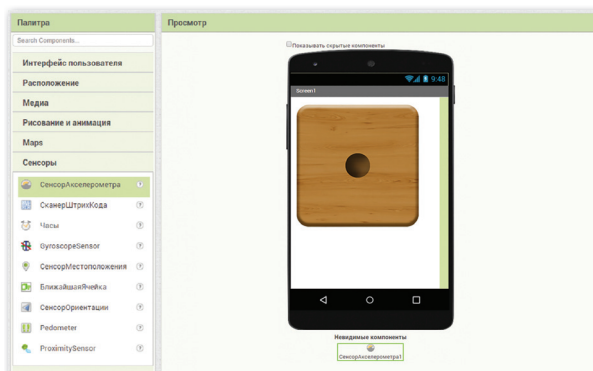 Палитра
Просмотр
Search Components...
Показывать скрытые компоненты
Интерфейс пользователя
Расположение
Медиа
Рисование и анимация
Maps
Сенсоры
СенсорАкселерометра
СканерШтрихКода
Часы
GyroscopeSensor
СенсорМестоположения
БлижайшаяЯчейка
СенсорОриентации
Pedometer
ProximitySensor
9:48
Screen1
Невидимые компоненты
СенсорАкселерометра1